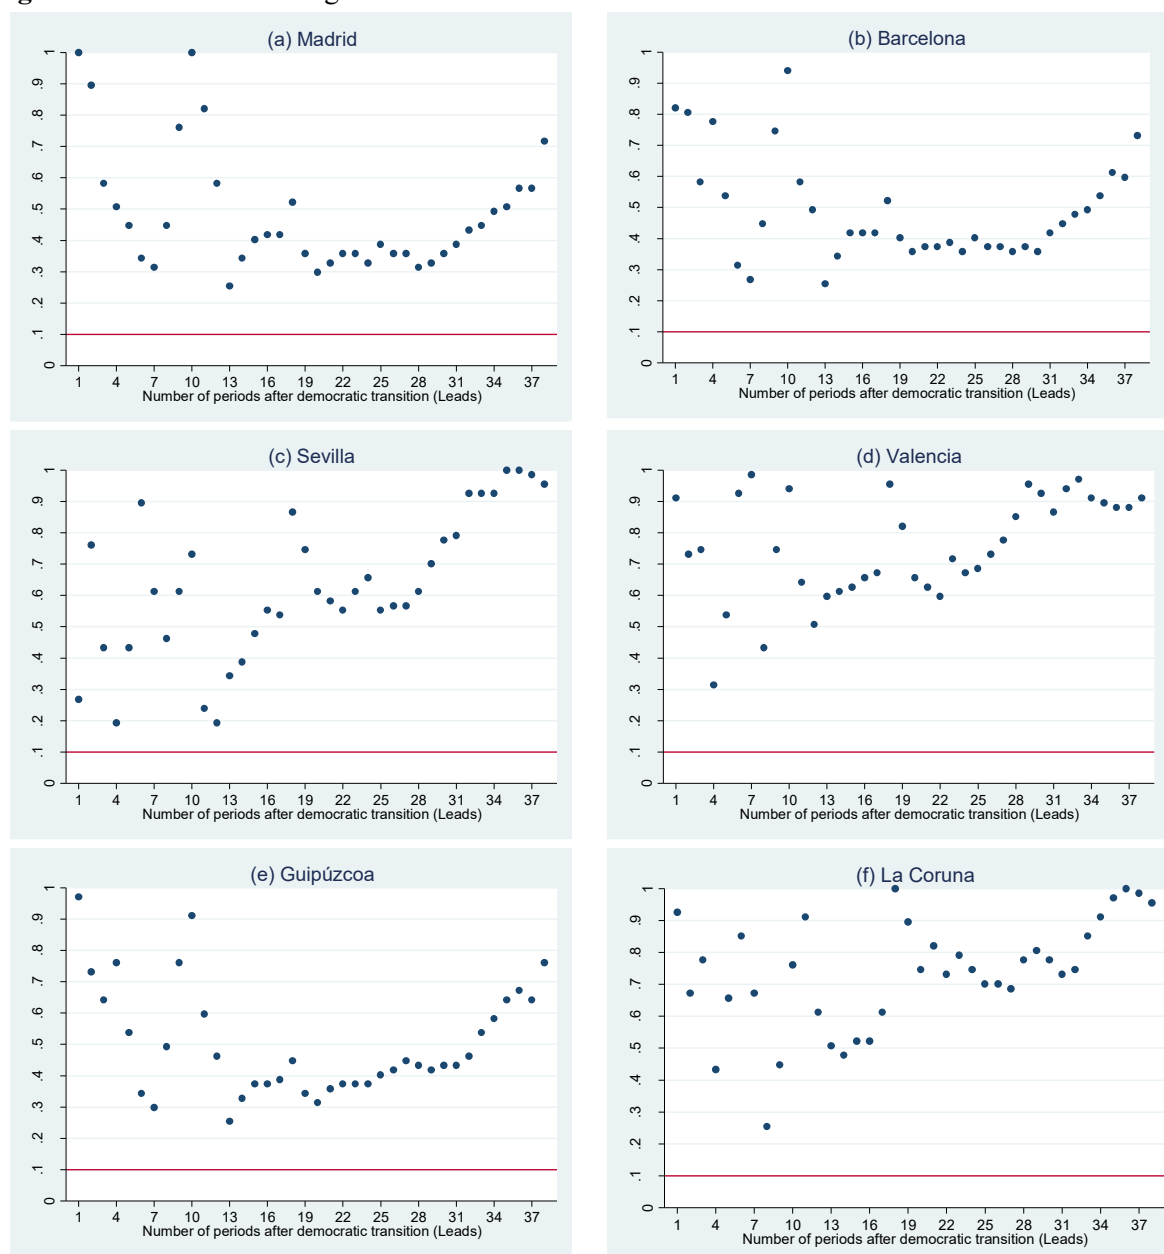 (a) Madrid
0 .1 .2 .3 .4 .5 .6 .7 .8 .9 1
1 4 7 10 13 16 19 22 25 28 31 34 37
Number of periods after democratic transition (Leads)
(b) Barcelona
0 .1 .2 .3 .4 .5 .6 .7 .8 .9 1
1 4 7 10 13 16 19 22 25 28 31 34 37
Number of periods after democratic transition (Leads)
(c) Sevilla
0 .1 .2 .3 .4 .5 .6 .7 .8 .9 1
1 4 7 10 13 16 19 22 25 28 31 34 37
Number of periods after democratic transition (Leads)
(d) Valencia
0 .1 .2 .3 .4 .5 .6 .7 .8 .9 1
1 4 7 10 13 16 19 22 25 28 31 34 37
Number of periods after democratic transition (Leads)
(e) Guipúzcoa
0 .1 .2 .3 .4 .5 .6 .7 .8 .9 1
1 4 7 10 13 16 19 22 25 28 31 34 37
Number of periods after democratic transition (Leads)
(f) La Coruna
0 .1 .2 .3 .4 .5 .6 .7 .8 .9 1
1 4 7 10 13 16 19 22 25 28 31 34 37
Number of periods after democratic transition (Leads)